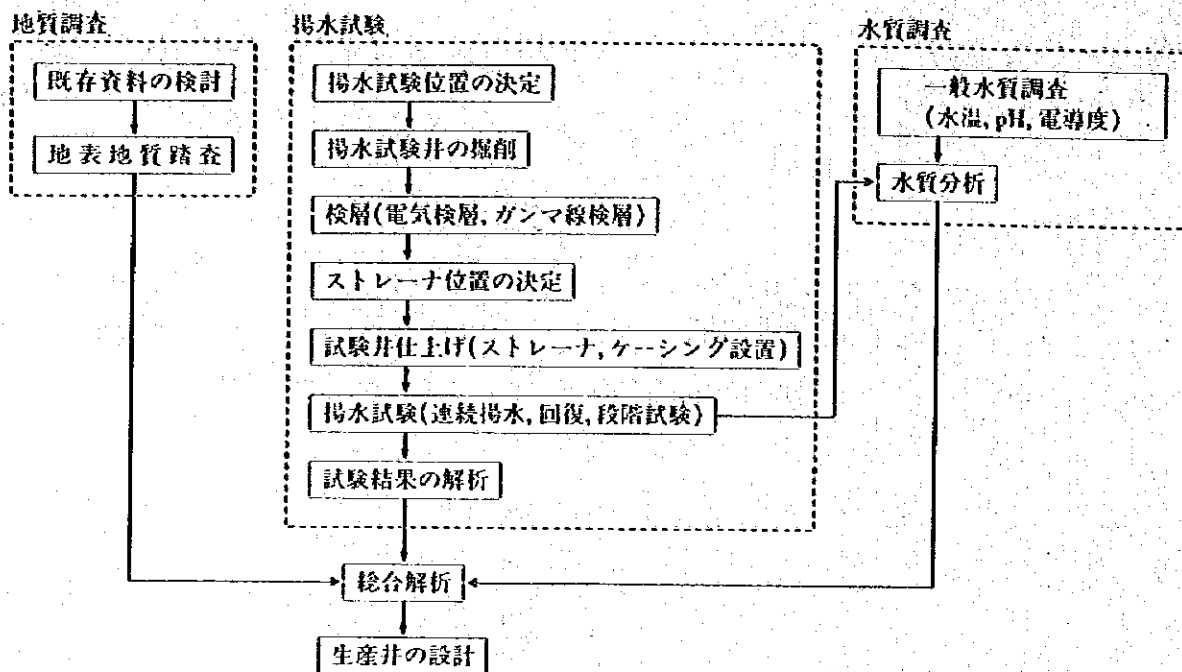 地質調査
既存資料の検討
地表地質踏査
揚水試験
揚水試験位置の決定
揚水試験井の掘削
検層(電気検層,ガンマ線検層)
ストレーナ位置の決定
試験井仕上げ(ストレーナ,ケーシング設置)
揚水試験(連続揚水,回復,段階試験)
試験結果の解析
水質調査
一般水質調査
(水温,pH,電導度)
水質分析
総合解析
生産井の設計